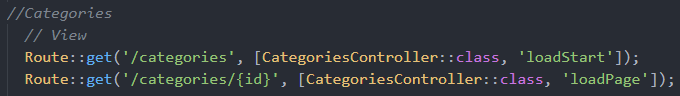 //Categories
// View
Route::get('/categories', [CategoriesController::class, 'loadStart']);
Route::get('/categories/{id}', [CategoriesController::class, 'loadPage']);